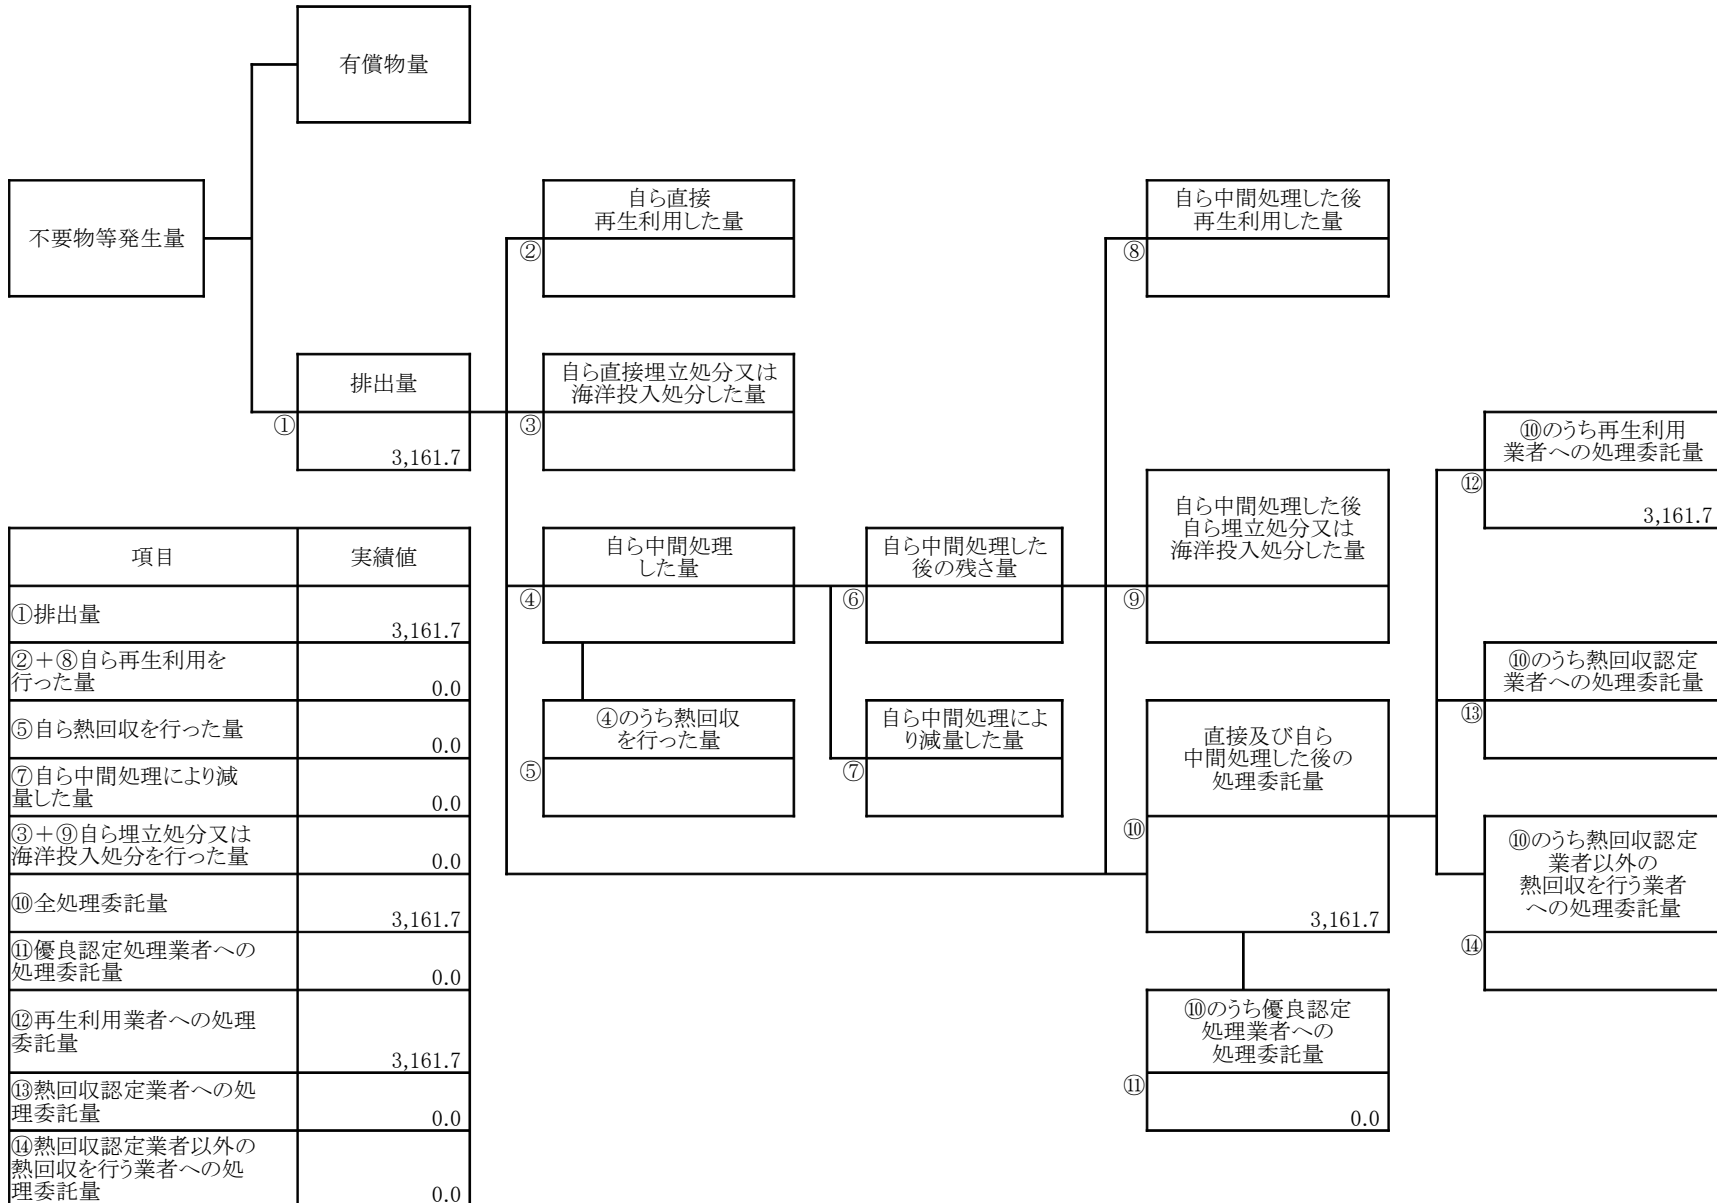 有償物量
不要物等発生量
自ら直接
再生利用した量
②
自ら中間処理した後
再生利用した量
⑧
排出量
①
3,161.7
自ら直接埋立処分又は
海洋投入処分した量
③
⑩のうち再生利用
業者への処理委託量
⑫
3,161.7
自ら中間処理
した量
④
自ら中間処理した
後の残さ量
⑥
自ら中間処理した後
自ら埋立処分又は
海洋投入処分した量
⑨
④のうち熱回収
を行った量
⑤
自ら中間処理によ
り減量した量
⑦
直接及び自ら
中間処理した後の
処理委託量
⑩
3,161.7
⑩のうち熱回収認定
業者への処理委託量
⑬
⑩のうち熱回収認定
業者以外の
熱回収を行う業者
への処理委託量
⑭
⑩のうち優良認定
処理業者への
処理委託量
⑪
0.0
項目 実績値
①排出量
3,161.7
②+⑧自ら再生利用を
行った量
0.0
⑤自ら熱回収を行った量
0.0
⑦自ら中間処理により減
量した量
0.0
③+⑨自ら埋立処分又は
海洋投入処分を行った量
0.0
⑩全処理委託量
3,161.7
⑪優良認定処理業者への
処理委託量
0.0
⑫再生利用業者への処理
委託量
3,161.7
⑬熱回収認定業者への処
理委託量
0.0
⑭熱回収認定業者以外の
熱回収を行う業者への処
理委託量
0.0